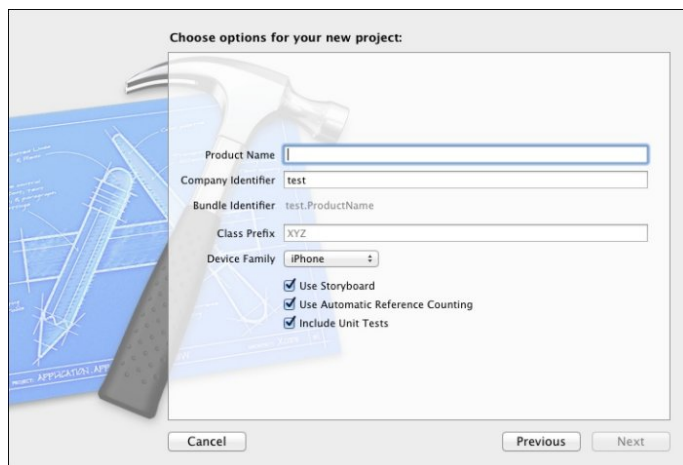 Choose options for your new project:
Product Name
Company Identifier test
Bundle Identifier test.ProductName
Class Prefix XYZ
Device Family iPhone
Use Storyboard
Use Automatic Reference Counting
Include Unit Tests
Cancel Previous Next